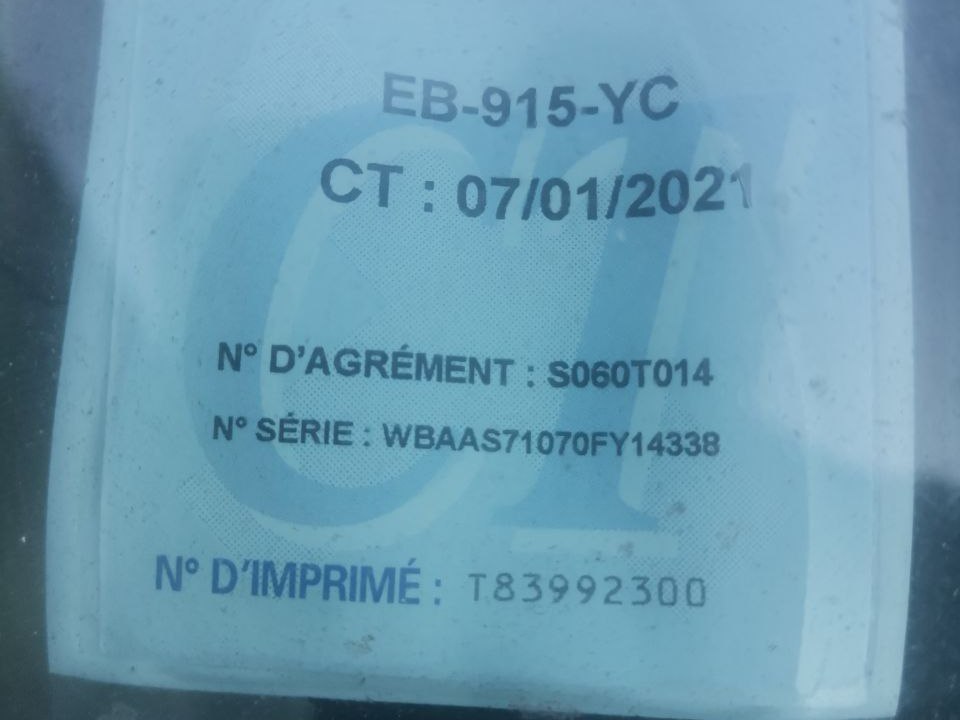 EB-915-YC
CT : 07/01/2021
N° D'AGRÉMENT : S060T014
N° SÉRIE : WBAAS71070FY14338
N° D'IMPRIMÉ : T83992300